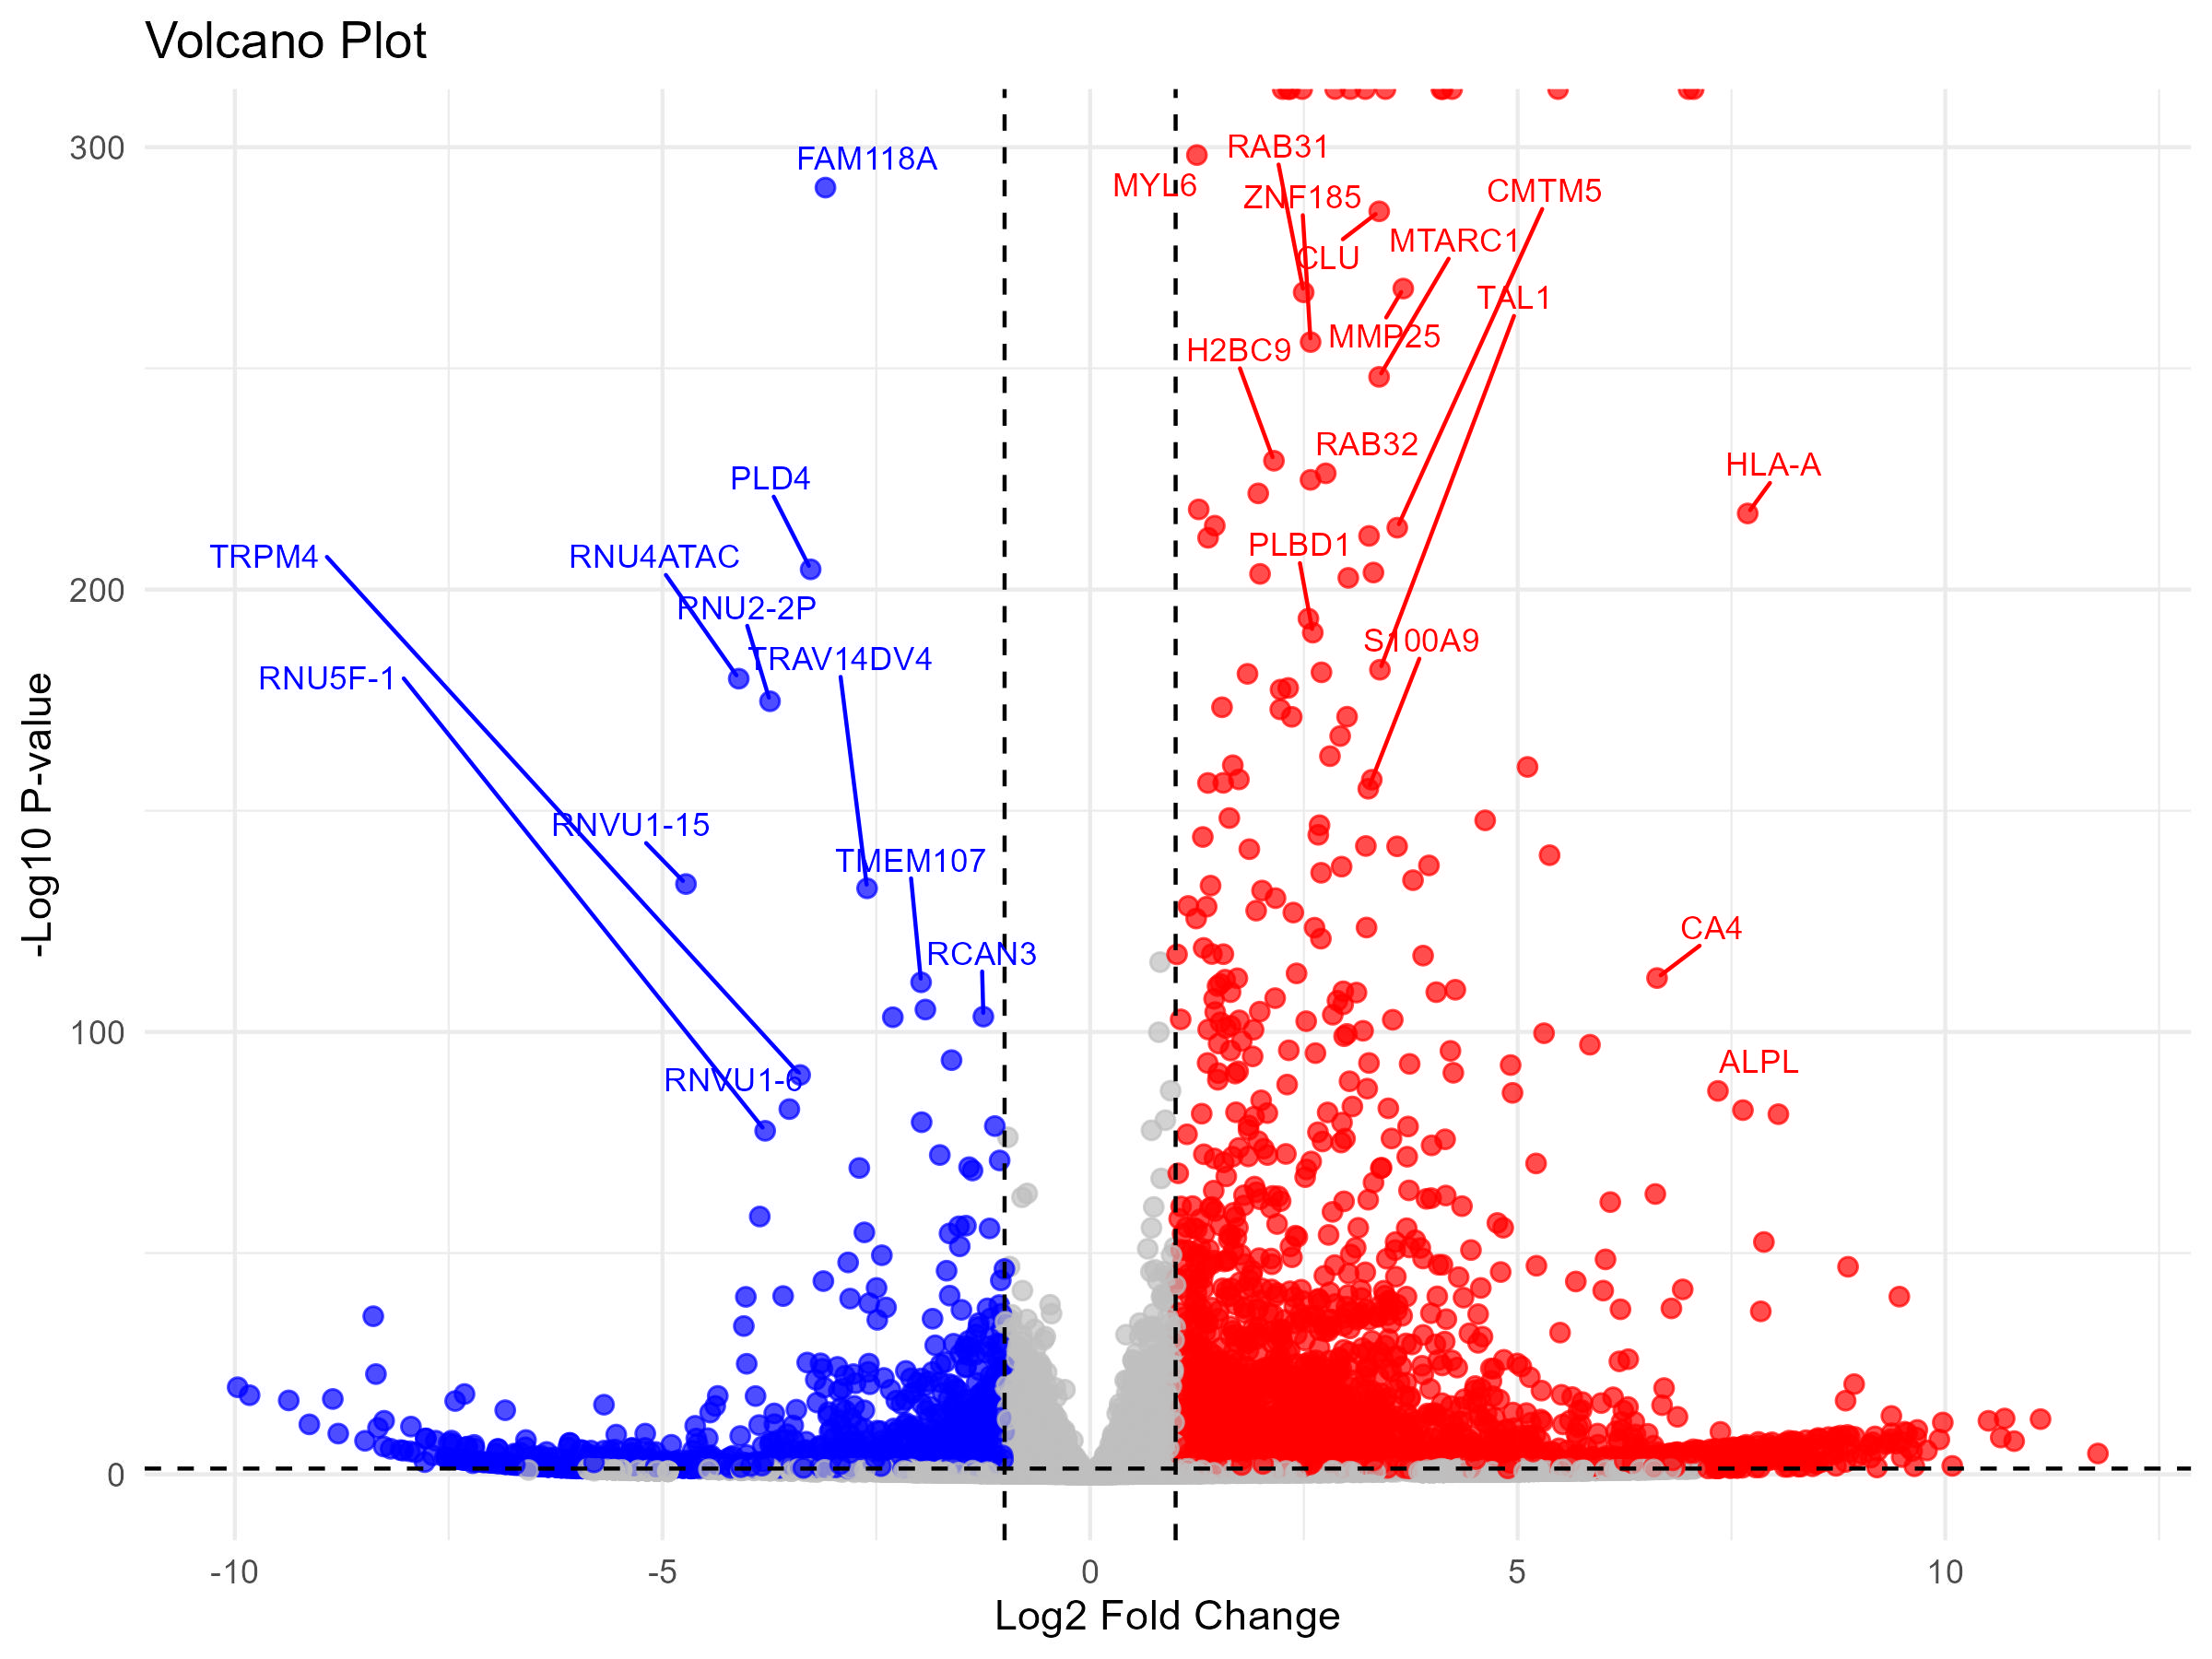 Volcano Plot
300
200
100
0
-Log10 P-value
FAM118A
RAB31
MYL6
ZNF185
CMTM5
CLU
MTARC1
TAL1
MMP25
H2BC9
RAB32
HLA-A
PLD4
TRPM4
RNU4ATAC
PLBD1
RNU2-2P
TRAV14DV4
S100A9
RNU5F-1
RNVU1-15
TMEM107
RCAN3
CA4
RNVU1-6
ALPL
-10
-5
0
5
10
Log2 Fold Change